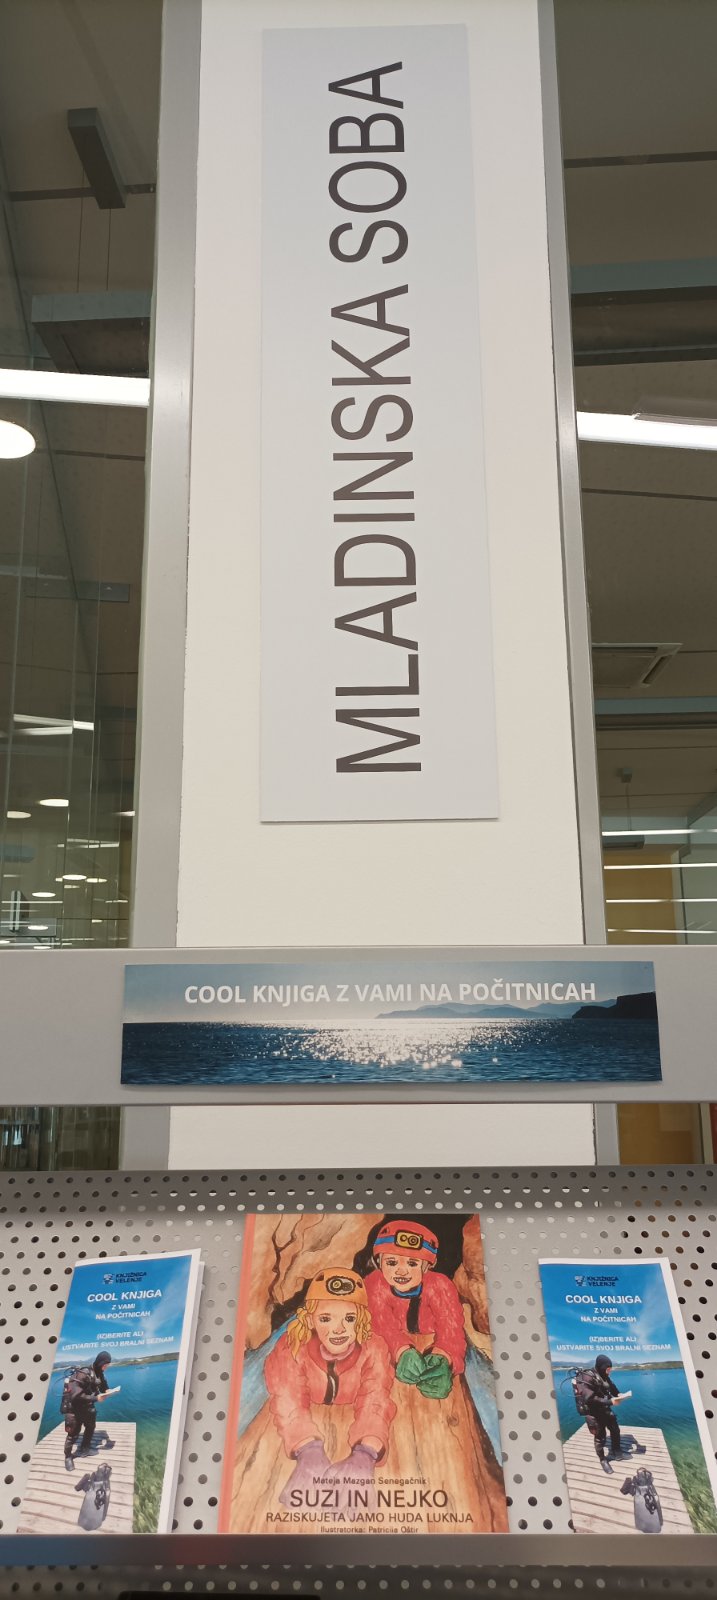 MLADINSKA SOBA
COOL KNJIGA Z VAMI NA POČITNICAH
KNJIŽNICA
VELENJE
COOL KNJIGA
Z VAMI
NA POČITNICAH
(IZ)BERITE ALI
USTVARITE SVOJ BRALNI SEZNAM
Mateja Mazgan Senegačnik
SUZI IN NEJKO
RAZISKUJETA JAMO HUDA LUKNJA
Ilustratorka: Patricija Oštir
KNJIŽNICA
VELENJE
COOL KNJIGA
Z VAMI
NA POČITNICAH
(IZ)BERITE ALI
USTVARITE SVOJ BRALNI SEZNAM